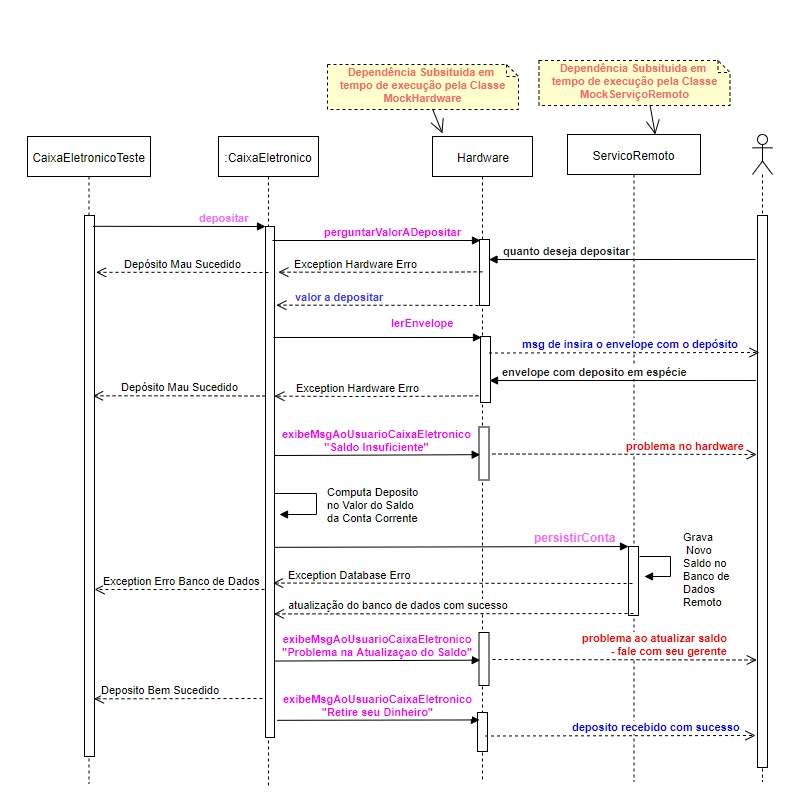 Dependência Subsituida em
tempo de execução pela Classe
MockHardware
Dependência Subsituida em
tempo de execução pela Classe
MockServiçoRemoto
CaixaEletronicoTeste
:CaixaEletronico
Hardware
ServicoRemoto
depositar
perguntarValorADepositar
quanto deseja depositar
Depósito Mau Sucedido
Exception Hardware Erro
valor a depositar
lerEnvelope
msg de insira o envelope com o depósito
envelope com deposito em espécie
Depósito Mau Sucedido
Exception Hardware Erro
exibeMsgAoUsuarioCaixaEletronico
"Saldo Insuficiente"
problema no hardware
Computa Deposito
no Valor do Saldo
da Conta Corrente
persistirConta
Grava
Novo
Saldo no
Banco de
Dados
Remoto
Exception Erro Banco de Dados
Exception Database Erro
atualização do banco de dados com sucesso
exibeMsgAoUsuarioCaixaEletronico
"Problema na Atualizaçao do Saldo"
problema ao atualizar saldo
- fale com seu gerente
Deposito Bem Sucedido
exibeMsgAoUsuarioCaixaEletronico
"Retire seu Dinheiro"
deposito recebido com sucesso